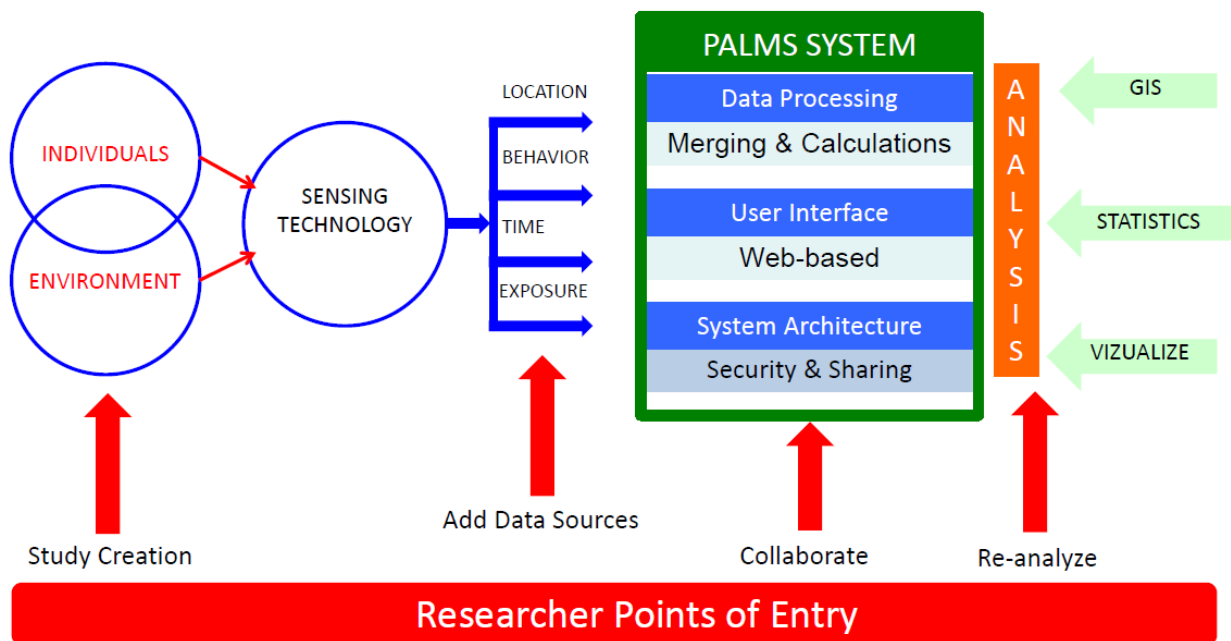 INDIVIDUALS
ENVIRONMENT
SENSING
TECHNOLOGY
LOCATION
BEHAVIOR
TIME
EXPOSURE
PALMS SYSTEM
Data Processing
Merging & Calculations
User Interface
Web-based
System Architecture
Security & Sharing
ANALYSIS
GIS
STATISTICS
VIZUALIZE
Study Creation
Add Data Sources
Collaborate
Re-analyze
Researcher Points of Entry